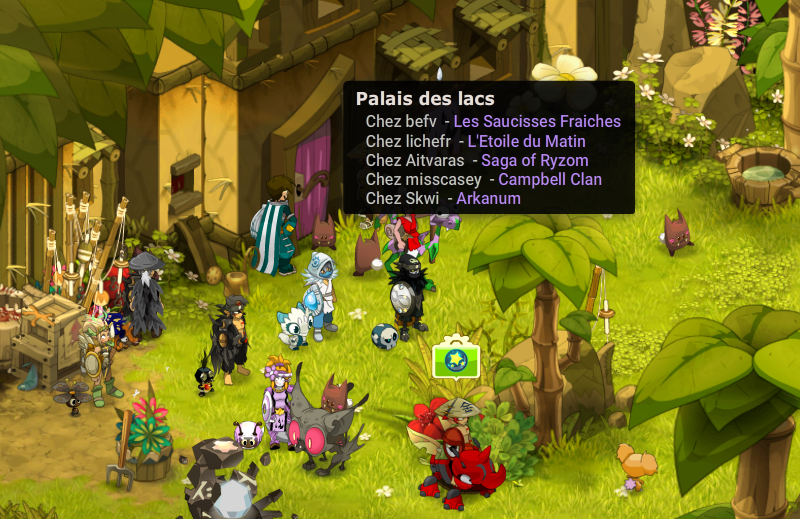 Palais des lacs
Chez befv - Les Saucisses Fraiches
Chez lichefr - L'Etoile du Matin
Chez Aitvaras - Saga of Ryzom
Chez misscasey - Campbell Clan
Chez Skwi - Arkanum